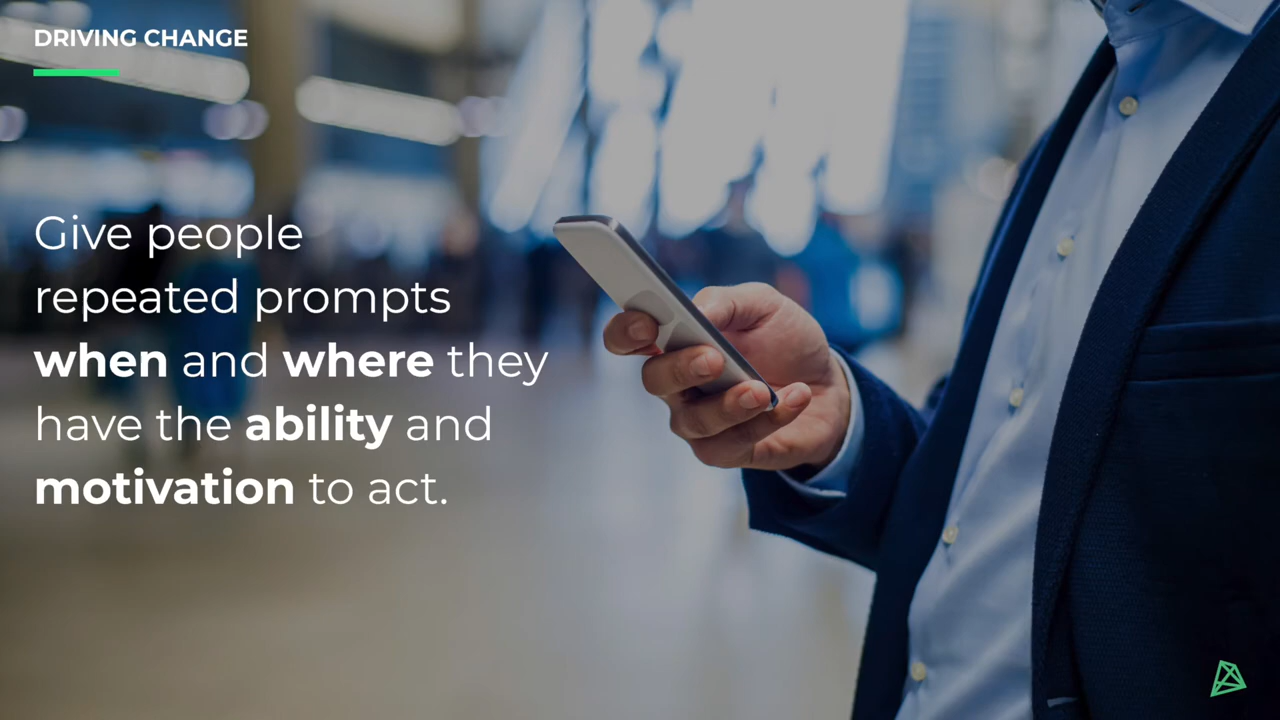 DRIVING CHANGE
Give people
repeated prompts
when and where they
have the ability and
motivation to act.